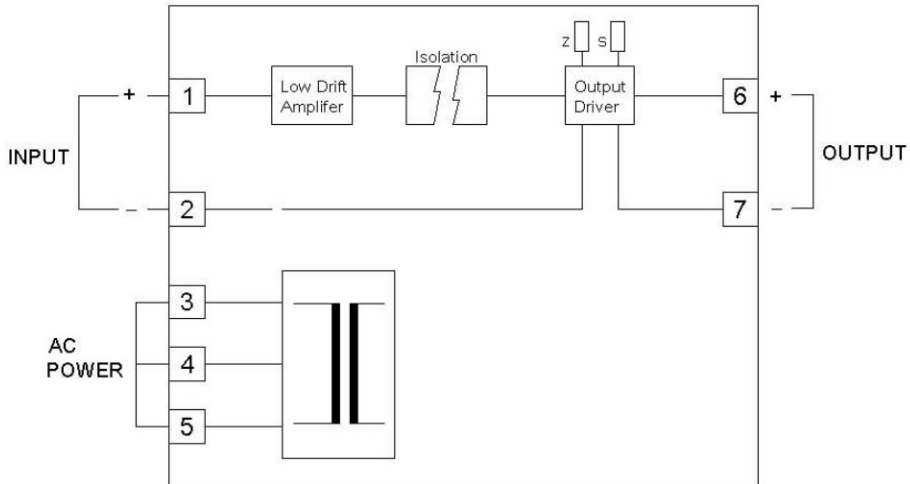 Isolation
z s
+ 1 Low Drift Output 6 +
Amplifer Driver
INPUT OUTPUT
– 2 7 –
3
AC
POWER
4
5